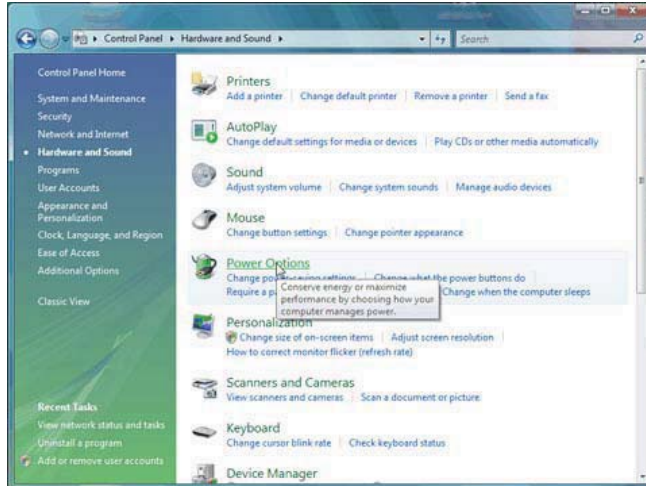 Control Panel ▸ Hardware and Sound ▸
Search
Control Panel Home
System and Maintenance
Security
Network and Internet
• Hardware and Sound
Programs
User Accounts
Appearance and
Personalization
Clock, Language, and Region
Ease of Access
Additional Options
Classic View
Recent Tasks
View network status and tasks
Uninstall a program
Add or remove user accounts
Printers
Add a printer | Change default printer | Remove a printer | Send a fax
AutoPlay
Change default settings for media or devices | Play CDs or other media automatically
Sound
Adjust system volume | Change system sounds | Manage audio devices
Mouse
Change button settings | Change pointer appearance
Power Options
Change power-saving settings | Change what the power buttons do
Require a | Change when the computer sleeps
Conserve energy or maximize
performance by choosing how your
computer manages power.
Personalization
Change size of on-screen items | Adjust screen resolution
How to correct monitor flicker (refresh rate)
Scanners and Cameras
View scanners and cameras | Scan a document or picture
Keyboard
Change cursor blink rate | Check keyboard status
Device Manager